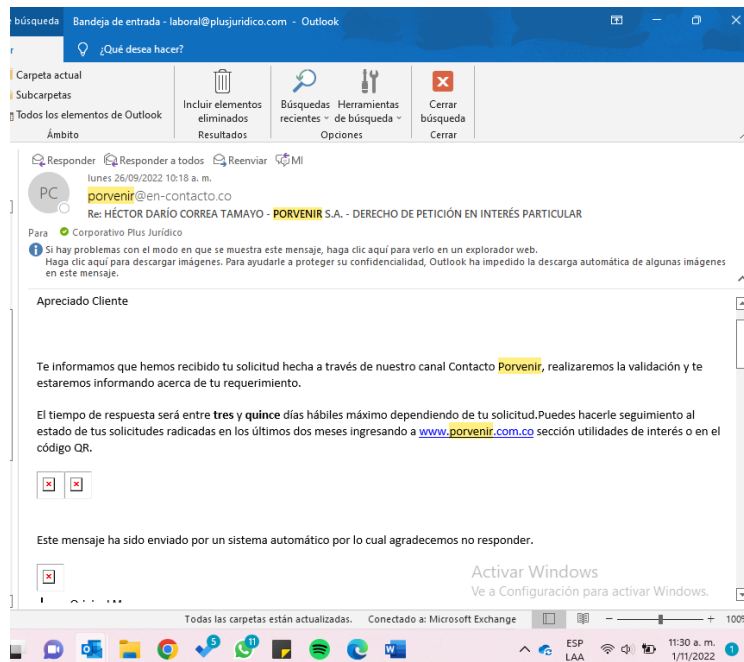 búsqueda Bandeja de entrada - laboral@plusjuridico.com - Outlook
¿Qué desea hacer?
Carpeta actual
Subcarpetas
Todos los elementos de Outlook
Ámbito
Incluir elementos
eliminados
Resultados
Búsquedas
recientes
Herramientas
de búsqueda
Opciones
Cerrar
búsqueda
Cerrar
Responder Responder a todos Reenviar MI
lunes 26/09/2022 10:18 a. m.
PC
porvenir@en-contacto.co
Re: HÉCTOR DARÍO CORREA TAMAYO - PORVENIR S.A. - DERECHO DE PETICIÓN EN INTERÉS PARTICULAR
Para Corporativo Plus Jurídico
Si hay problemas con el modo en que se muestra este mensaje, haga clic aquí para verlo en un explorador web.
Haga clic aquí para descargar imágenes. Para ayudarle a proteger su confidencialidad, Outlook ha impedido la descarga automática de algunas imágenes
en este mensaje.
Apreciado Cliente
Te informamos que hemos recibido tu solicitud hecha a través de nuestro canal Contacto Porvenir, realizaremos la validación y te
estaremos informando acerca de tu requerimiento.
El tiempo de respuesta será entre tres y quince días hábiles máximo dependiendo de tu solicitud.Puedes hacerle seguimiento al
estado de tus solicitudes radicadas en los últimos dos meses ingresando a www.porvenir.com.co sección utilidades de interés o en el
código QR.
Este mensaje ha sido enviado por un sistema automático por lo cual agradecemos no responder.
Activar Windows
Ve a Configuración para activar Windows.
Todas las carpetas están actualizadas. Conectado a: Microsoft Exchange 100%
5
11
ESP
LAA
11:30 a. m.
1/11/2022
1